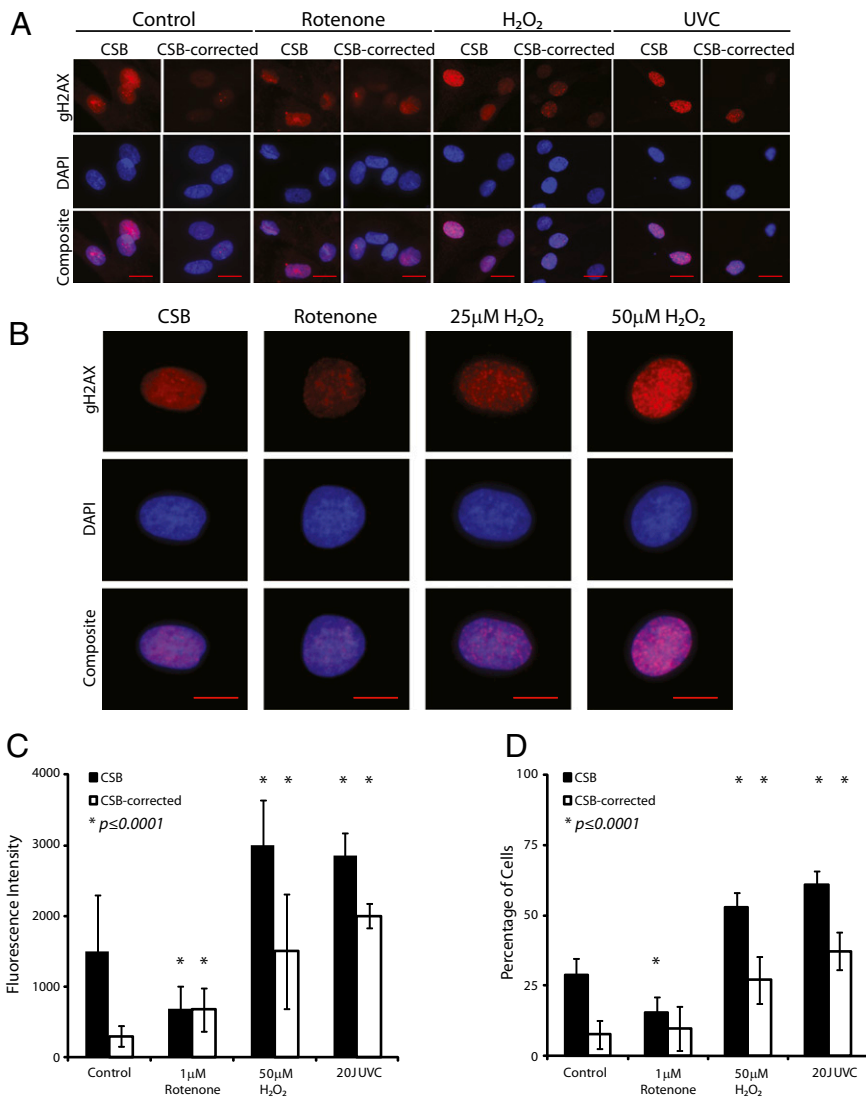 A
Control Rotenone H₂O₂ UVC
CSB CSB-corrected CSB CSB-corrected CSB CSB-corrected CSB CSB-corrected
gH2AX
DAPI
Composite
B
CSB Rotenone 25µM H₂O₂ 50µM H₂O₂
gH2AX
DAPI
Composite
C
4000
3000
2000
1000
0
Fluorescence Intensity
CSB
CSB-corrected
* p≤0.0001
* * * * * *
Control 1µM Rotenone 50µM H₂O₂ 20J UVC
D
100
75
50
25
0
Percentage of Cells
CSB
CSB-corrected
* p≤0.0001
* * * * *
Control 1µM Rotenone 50µM H₂O₂ 20J UVC